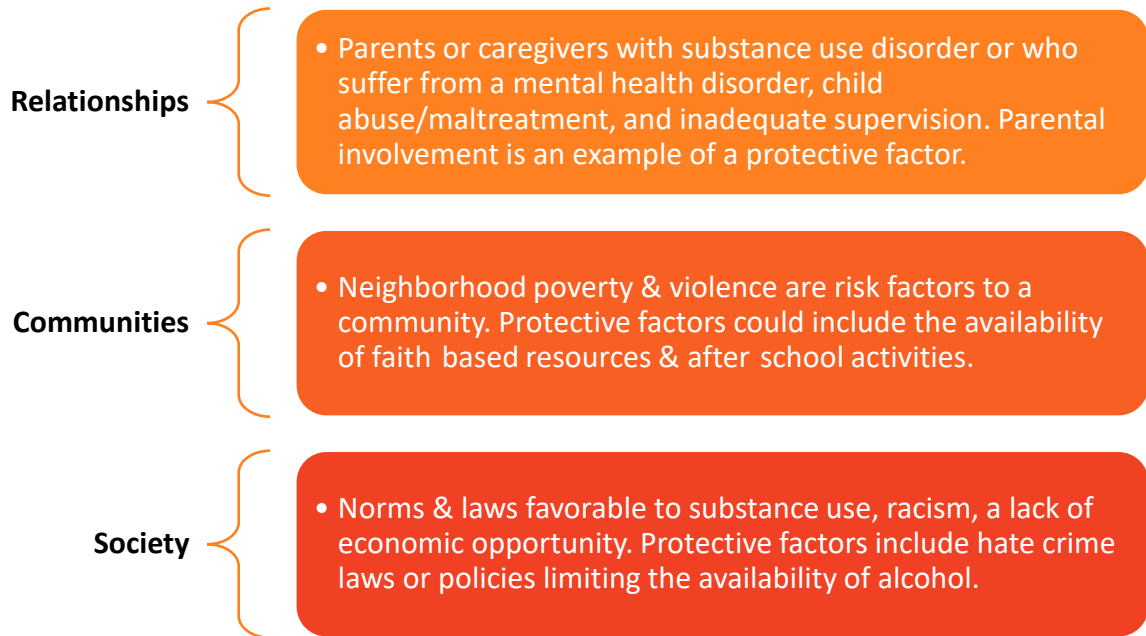 Relationships
• Parents or caregivers with substance use disorder or who
suffer from a mental health disorder, child
abuse/maltreatment, and inadequate supervision. Parental
involvement is an example of a protective factor.
Communities
• Neighborhood poverty & violence are risk factors to a
community. Protective factors could include the availability
of faith based resources & after school activities.
Society
• Norms & laws favorable to substance use, racism, a lack of
economic opportunity. Protective factors include hate crime
laws or policies limiting the availability of alcohol.